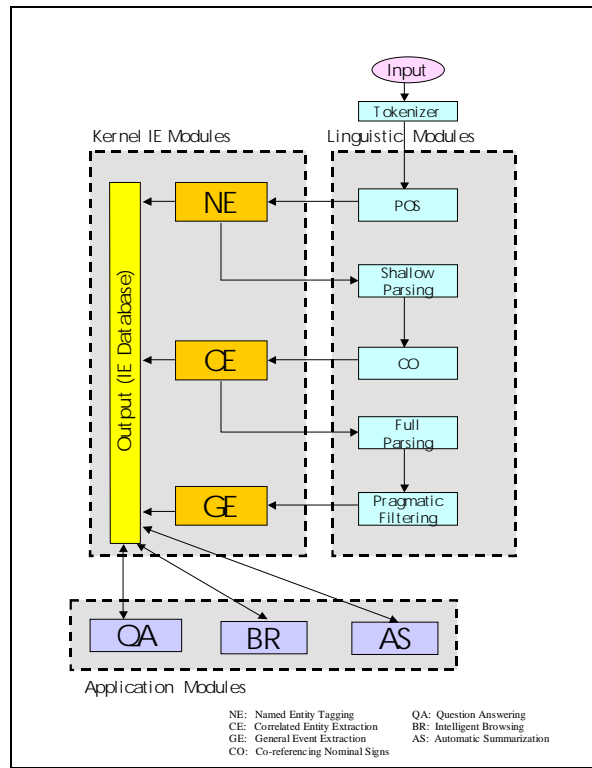 Input
Tokenizer
Kernel IE Modules
Linguistic Modules
NE
POS
Shallow
Parsing
Output (IE Database)
CE
CO
Full
Parsing
GE
Pragmatic
Filtering
QA
BR
AS
Application Modules
NE: Named Entity Tagging
CE: Correlated Entity Extraction
GE: General Event Extraction
CO: Co-referencing Nominal Signs
QA: Question Answering
BR: Intelligent Browsing
AS: Automatic Summarization